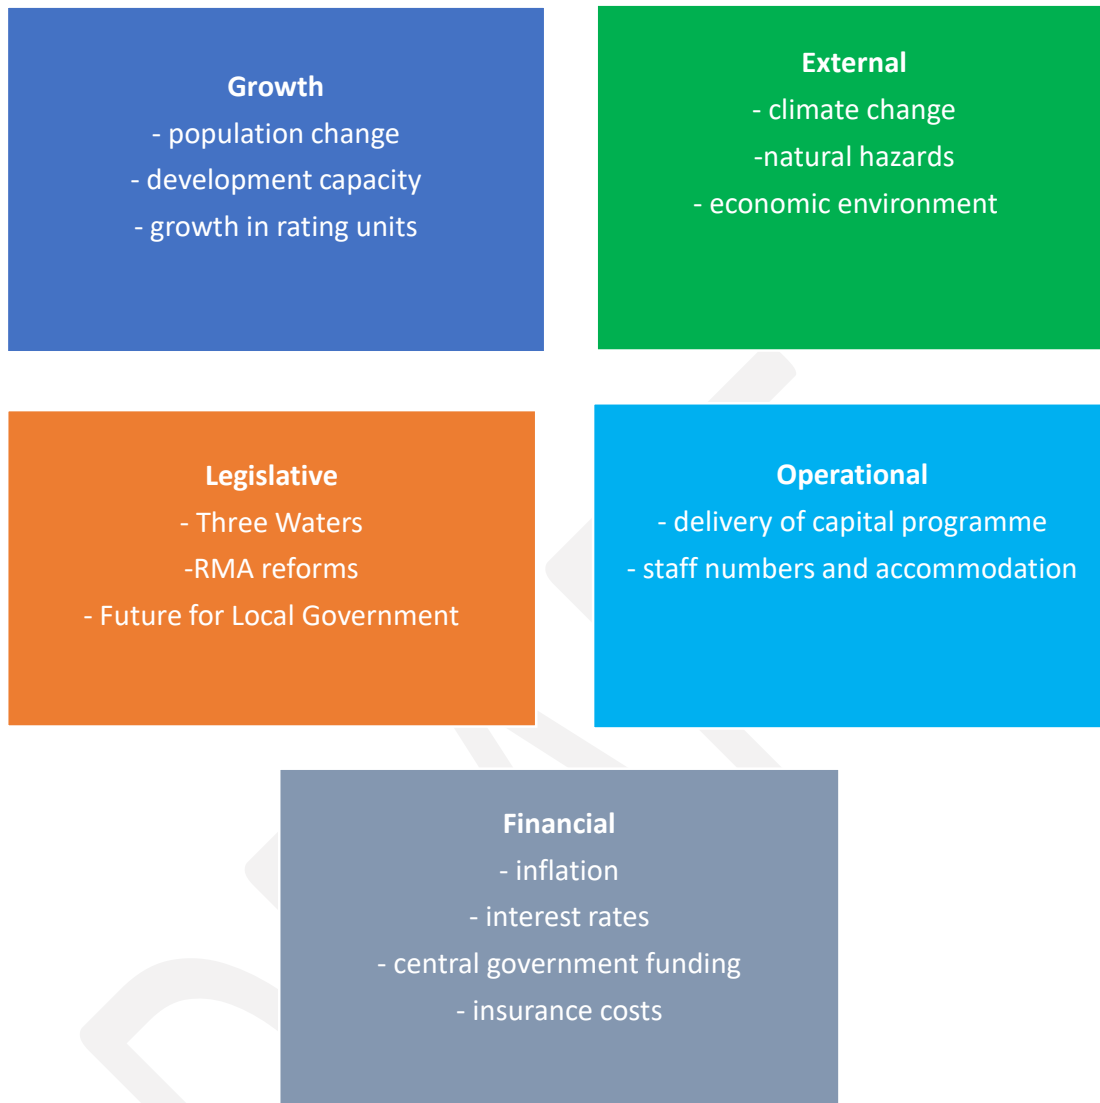 Growth
- population change
- development capacity
- growth in rating units
External
- climate change
-natural hazards
- economic environment
Legislative
- Three Waters
-RMA reforms
- Future for Local Government
Operational
- delivery of capital programme
- staff numbers and accommodation
Financial
- inflation
- interest rates
- central government funding
- insurance costs